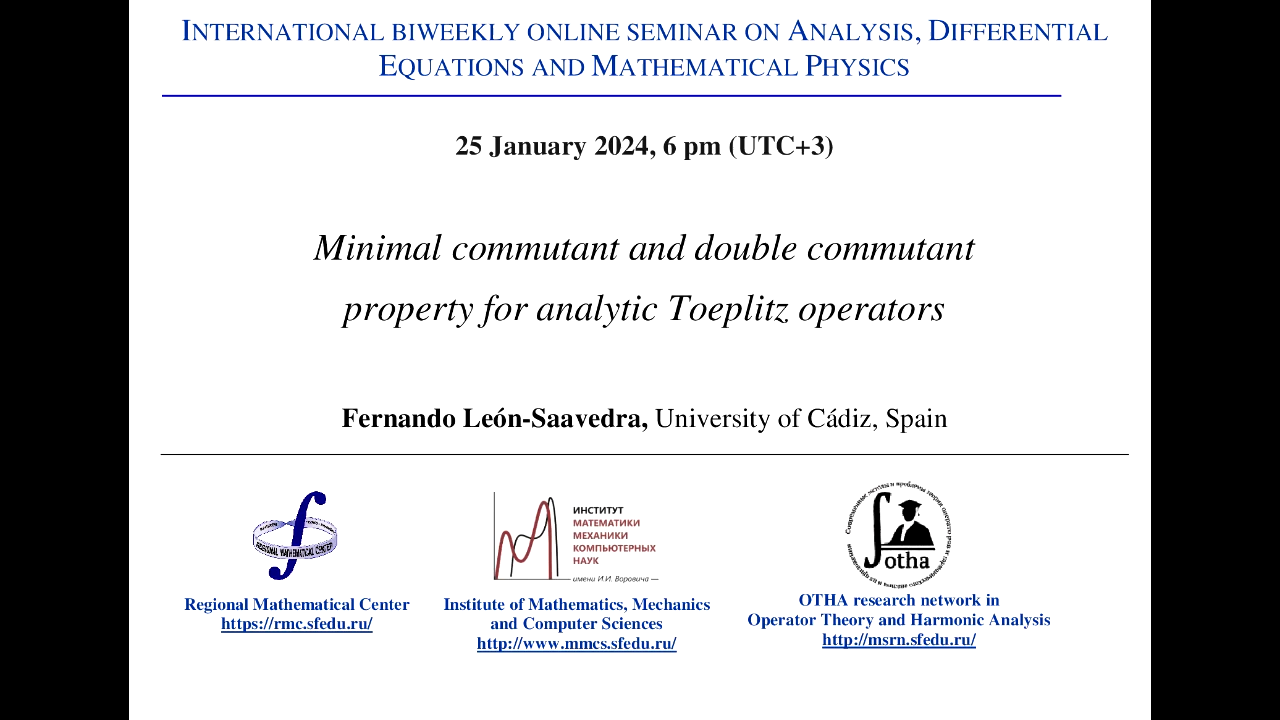 INTERNATIONAL BIWEEKLY ONLINE SEMINAR ON ANALYSIS, DIFFERENTIAL
EQUATIONS AND MATHEMATICAL PHYSICS
25 January 2024, 6 pm (UTC+3)
Minimal commutant and double commutant
property for analytic Toeplitz operators
Fernando León-Saavedra, University of Cádiz, Spain
REGIONAL MATHEMATICAL CENTER
Regional Mathematical Center
https://rmc.sfedu.ru/
ИНСТИТУТ
МАТЕМАТИКИ
МЕХАНИКИ
КОМПЬЮТЕРНЫХ
НАУК
имени И.И. Воровича
Institute of Mathematics, Mechanics
and Computer Sciences
http://www.mmcs.sfedu.ru/
otha
OTHA research network in
Operator Theory and Harmonic Analysis
http://msrn.sfedu.ru/